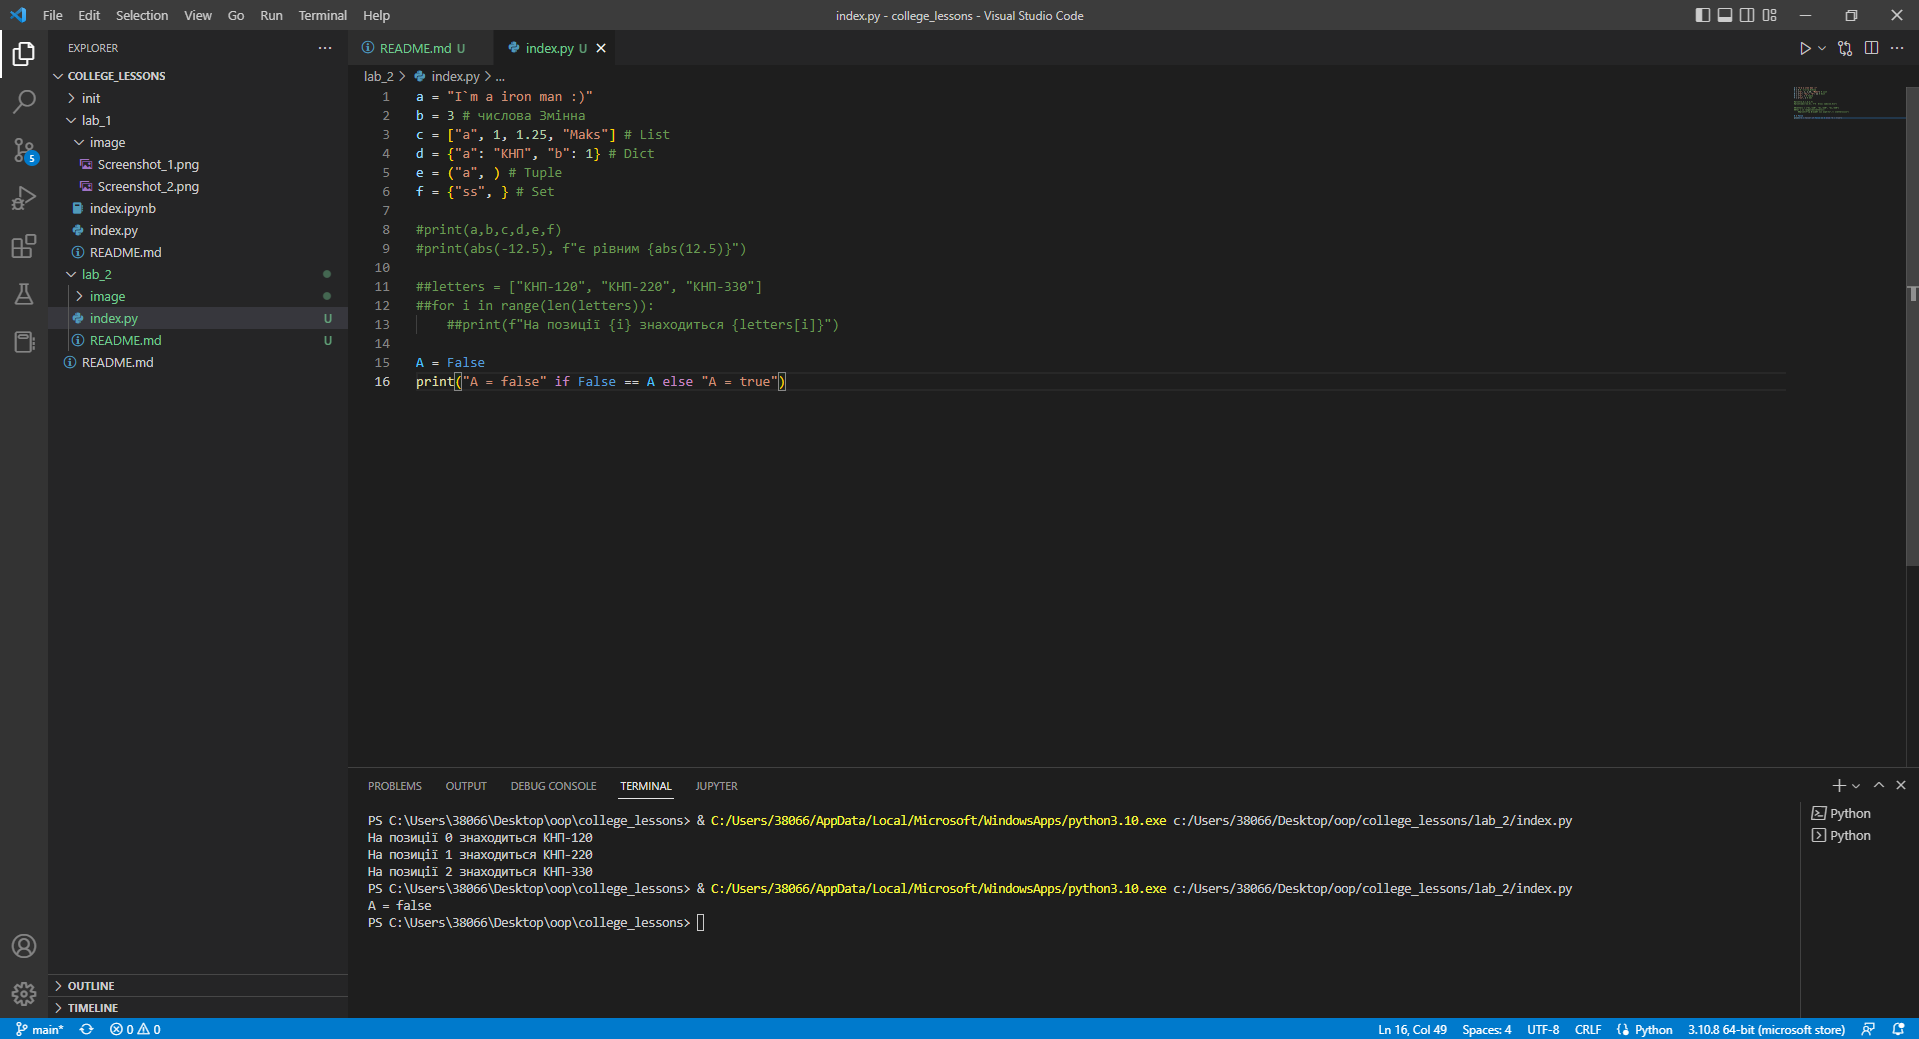 File Edit Selection View Go Run Terminal Help
index.py - college_lessons - Visual Studio Code
EXPLORER
COLLEGE_LESSONS
init
lab_1
image
Screenshot_1.png
Screenshot_2.png
index.ipynb
index.py
README.md
lab_2
image
index.py U
README.md U
README.md
OUTLINE
TIMELINE
5
README.md U
index.py U
lab_2 > index.py > ...
1 a = "I`m a iron man :)"
2 b = 3 # числова Змінна
3 c = ["a", 1, 1.25, "Maks"] # List
4 d = {"a": "КНП", "b": 1} # Dict
5 e = ("a", ) # Tuple
6 f = {"ss", } # Set
7
8 #print(a,b,c,d,e,f)
9 #print(abs(-12.5), f"є рівним {abs(12.5)}")
10
11 ##letters = ["КНП-120", "КНП-220", "КНП-330"]
12 ##for i in range(len(letters)):
13 ##print(f"На позиції {i} знаходиться {letters[i]}")
14
15 A = False
16 print("A = false" if False == A else "A = true")
PROBLEMS OUTPUT DEBUG CONSOLE TERMINAL JUPYTER
PS C:\Users\38066\Desktop\oop\college_lessons> & C:/Users/38066/AppData/Local/Microsoft/WindowsApps/python3.10.exe c:/Users/38066/Desktop/oop/college_lessons/lab_2/index.py
На позиції 0 знаходиться КНП-120
На позиції 1 знаходиться КНП-220
На позиції 2 знаходиться КНП-330
PS C:\Users\38066\Desktop\oop\college_lessons> & C:/Users/38066/AppData/Local/Microsoft/WindowsApps/python3.10.exe c:/Users/38066/Desktop/oop/college_lessons/lab_2/index.py
A = false
PS C:\Users\38066\Desktop\oop\college_lessons>
Python
Python
main* 0 0
Ln 16, Col 49 Spaces: 4 UTF-8 CRLF Python 3.10.8 64-bit (microsoft store)